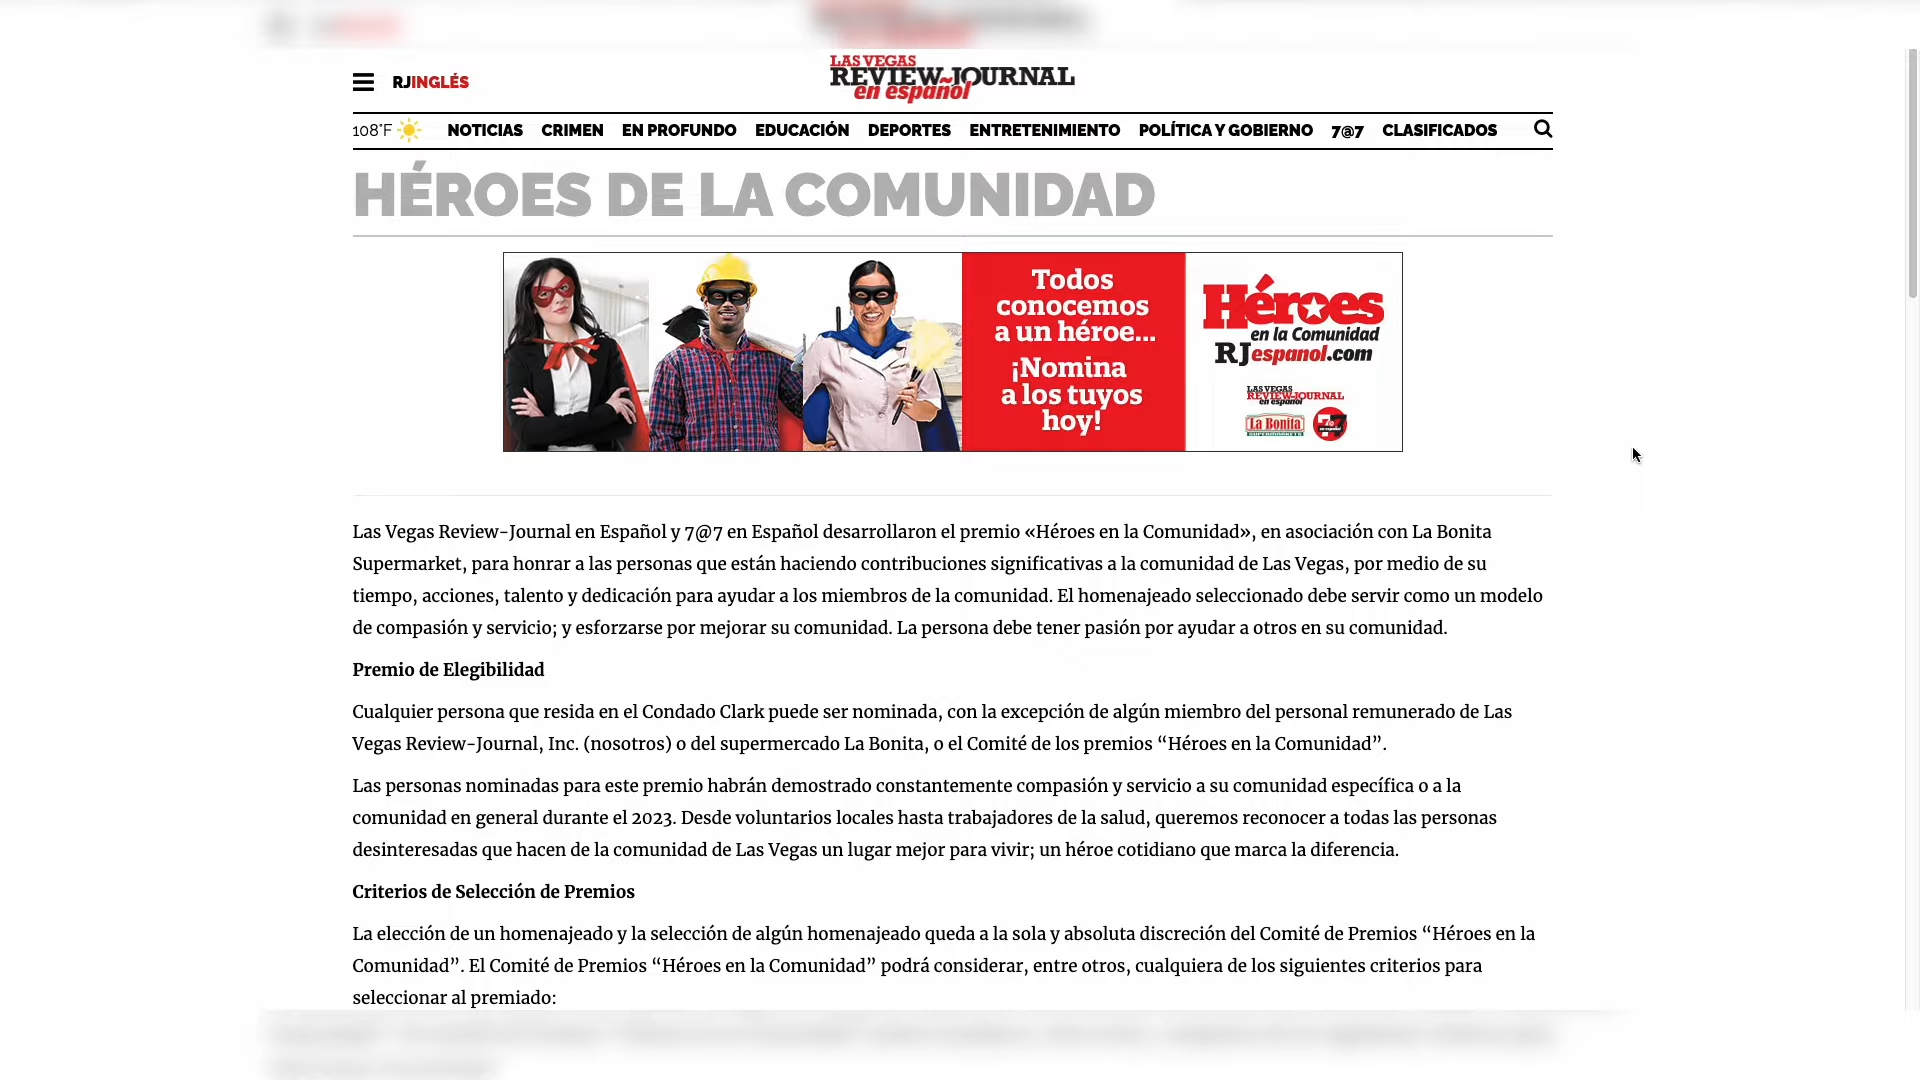 LAS VEGAS
REVIEW-JOURNAL
en español
RJINGLÉS
108°F
NOTICIAS CRIMEN EN PROFUNDO EDUCACIÓN DEPORTES ENTRETENIMIENTO POLÍTICA Y GOBIERNO 7@7 CLASIFICADOS
HÉROES DE LA COMUNIDAD
Todos
conocemos
a un héroe...
¡Nomina
a los tuyos
hoy!
Héroes
en la Comunidad
RJespanol.com
LAS VEGAS
REVIEW-JOURNAL
en español
La Bonita
SUPERMARKETS
Las Vegas Review-Journal en Español y 7@7 en Español desarrollaron el premio «Héroes en la Comunidad», en asociación con La Bonita
Supermarket, para honrar a las personas que están haciendo contribuciones significativas a la comunidad de Las Vegas, por medio de su
tiempo, acciones, talento y dedicación para ayudar a los miembros de la comunidad. El homenajeado seleccionado debe servir como un modelo
de compasión y servicio; y esforzarse por mejorar su comunidad. La persona debe tener pasión por ayudar a otros en su comunidad.
Premio de Elegibilidad
Cualquier persona que resida en el Condado Clark puede ser nominada, con la excepción de algún miembro del personal remunerado de Las
Vegas Review-Journal, Inc. (nosotros) o del supermercado La Bonita, o el Comité de los premios “Héroes en la Comunidad”.
Las personas nominadas para este premio habrán demostrado constantemente compasión y servicio a su comunidad específica o a la
comunidad en general durante el 2023. Desde voluntarios locales hasta trabajadores de la salud, queremos reconocer a todas las personas
desinteresadas que hacen de la comunidad de Las Vegas un lugar mejor para vivir; un héroe cotidiano que marca la diferencia.
Criterios de Selección de Premios
La elección de un homenajeado y la selección de algún homenajeado queda a la sola y absoluta discreción del Comité de Premios “Héroes en la
Comunidad”. El Comité de Premios “Héroes en la Comunidad” podrá considerar, entre otros, cualquiera de los siguientes criterios para
seleccionar al premiado: